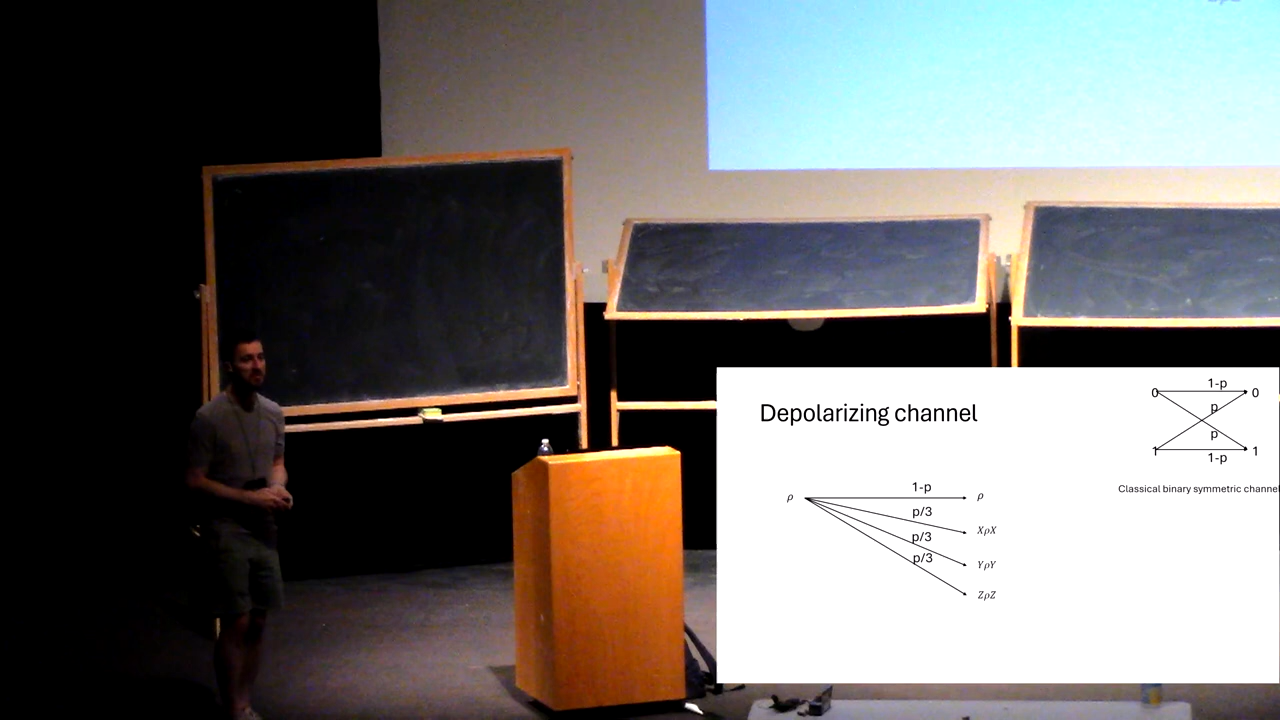 Depolarizing channel
ρ
1-p
ρ
p/3
XρX
p/3
YρY
p/3
ZρZ
1-p
0
0
p
p
1
1
1-p
Classical binary symmetric channel